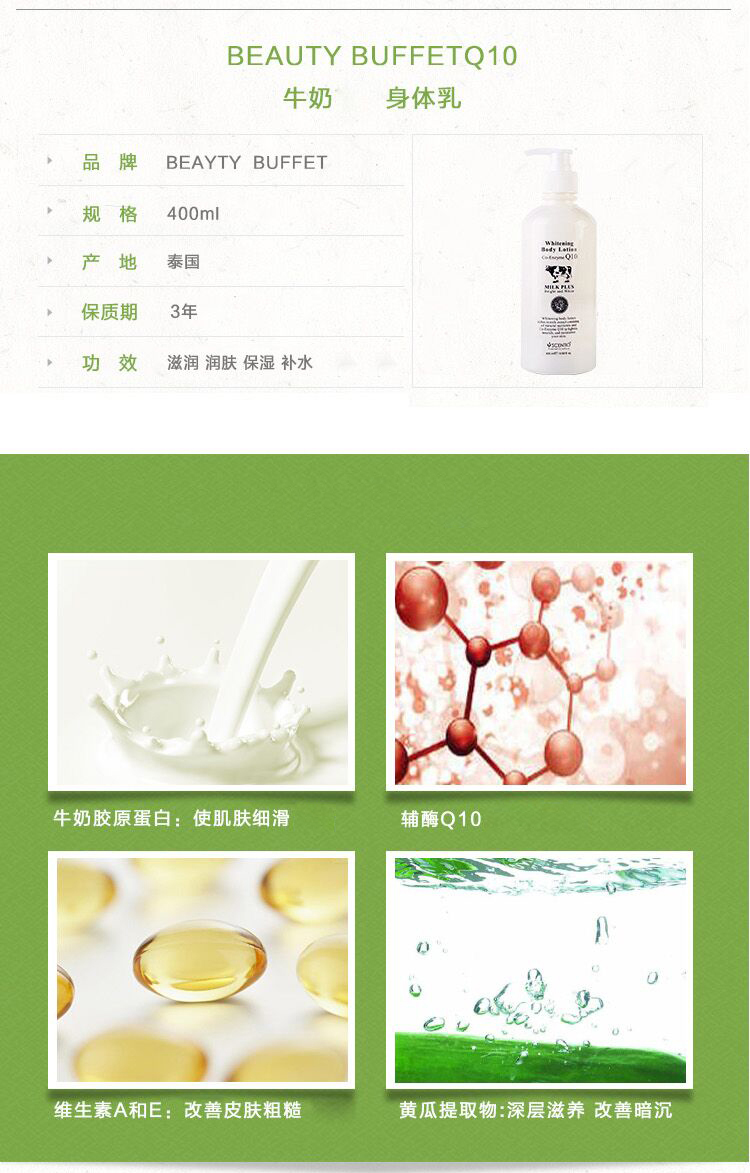 BEAUTY BUFFETQ10
牛奶 身体乳
品 牌 BEAYTY BUFFET
规 格 400ml
产 地 泰国
保质期 3年
功 效 滋润 润肤 保湿 补水
Whitening
Body Lotion
Co-Enzyme Q10
MILK PLUS
Bright and White
SCENTIO
牛奶胶原蛋白：使肌肤细滑
辅酶Q10
维生素A和E：改善皮肤粗糙
黄瓜提取物:深层滋养 改善暗沉